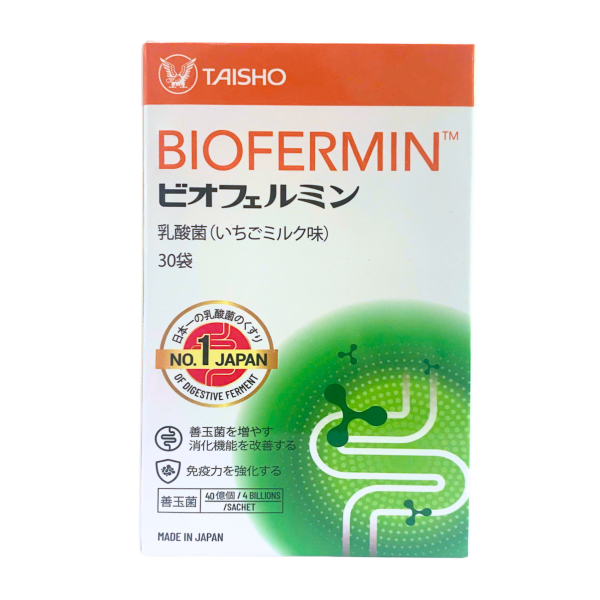 TAISHO
BIOFERMIN™
ビオフェルミン
乳酸菌（いちごミルク味）
30袋
日本一の乳酸菌のくすり
NO.1 JAPAN
OF DIGESTIVE FERMENT
善玉菌を増やす
消化機能を改善する
免疫力を強化する
善玉菌 40億個 / 4 BILLIONS
/SACHET
MADE IN JAPAN